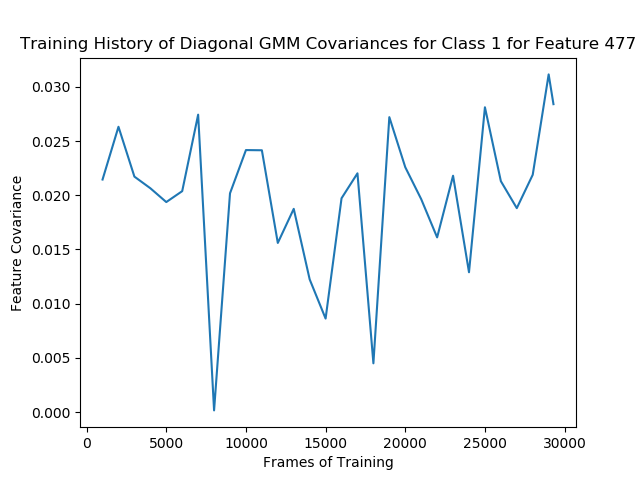 Training History of Diagonal GMM Covariances for Class 1 for Feature 477
0.030
0.025
0.020
0.015
0.010
0.005
0.000
Feature Covariance
0 5000 10000 15000 20000 25000 30000
Frames of Training